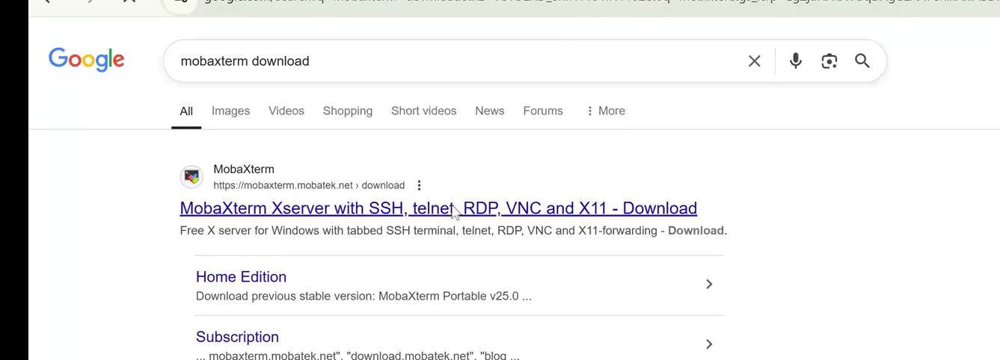 Google
mobaxterm download
All Images Videos Shopping Short videos News Forums More
MobaXterm
https://mobaxterm.mobatek.net › download
MobaXterm Xserver with SSH, telnet, RDP, VNC and X11 - Download
Free X server for Windows with tabbed SSH terminal, telnet, RDP, VNC and X11-forwarding - Download.
Home Edition
Download previous stable version: MobaXterm Portable v25.0 ...
Subscription
... mobaxterm.mobatek.net", "download.mobatek.net", "blog ...